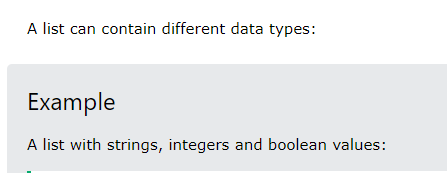 A list can contain different data types:
Example
A list with strings, integers and boolean values: